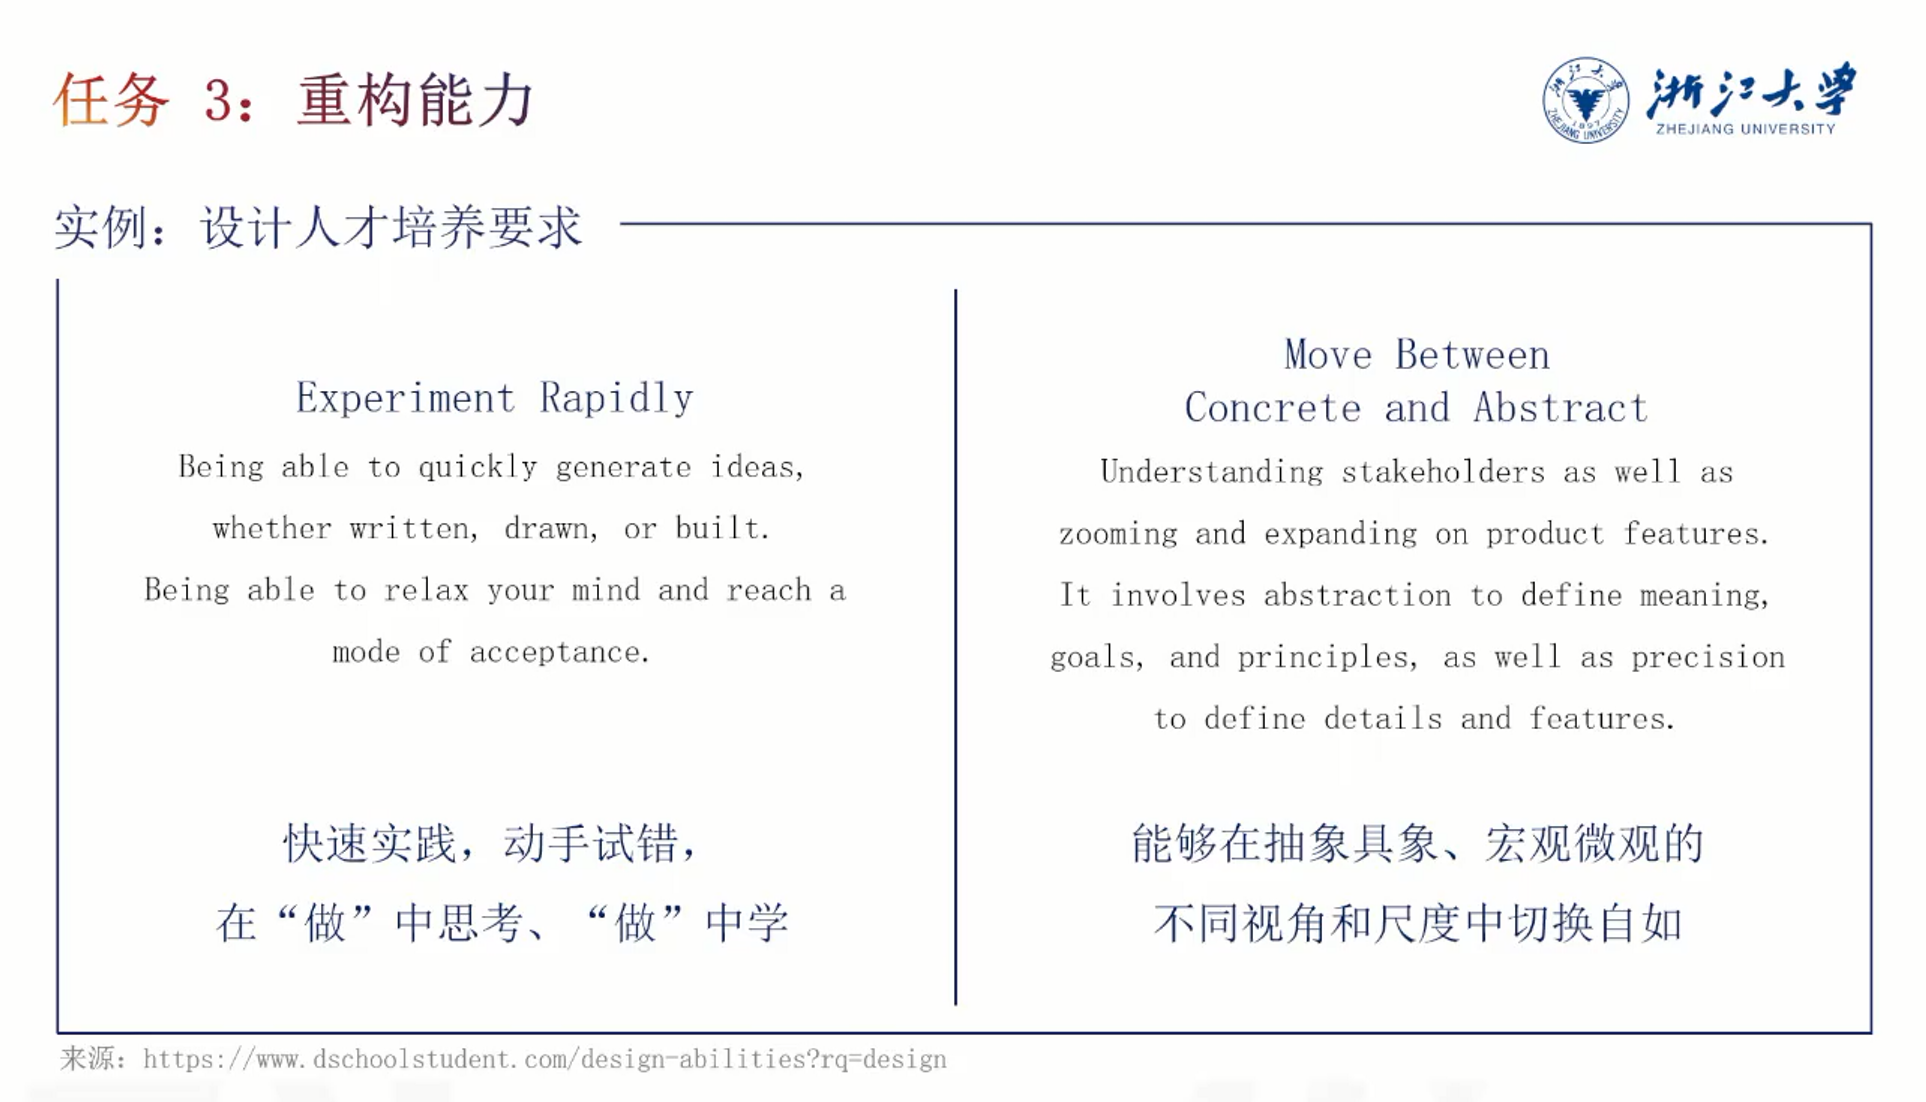 任务 3：重构能力
浙江大学
ZHEJIANG UNIVERSITY
浙江大学
1897
ZHEJIANG UNIVERSITY
实例：设计人才培养要求
Experiment Rapidly
Being able to quickly generate ideas,
whether written, drawn, or built.
Being able to relax your mind and reach a
mode of acceptance.
快速实践，动手试错，
在“做”中思考、“做”中学
Move Between
Concrete and Abstract
Understanding stakeholders as well as
zooming and expanding on product features.
It involves abstraction to define meaning,
goals, and principles, as well as precision
to define details and features.
能够在抽象具象、宏观微观的
不同视角和尺度中切换自如
来源：https://www.dschoolstudent.com/design-abilities?rq=design